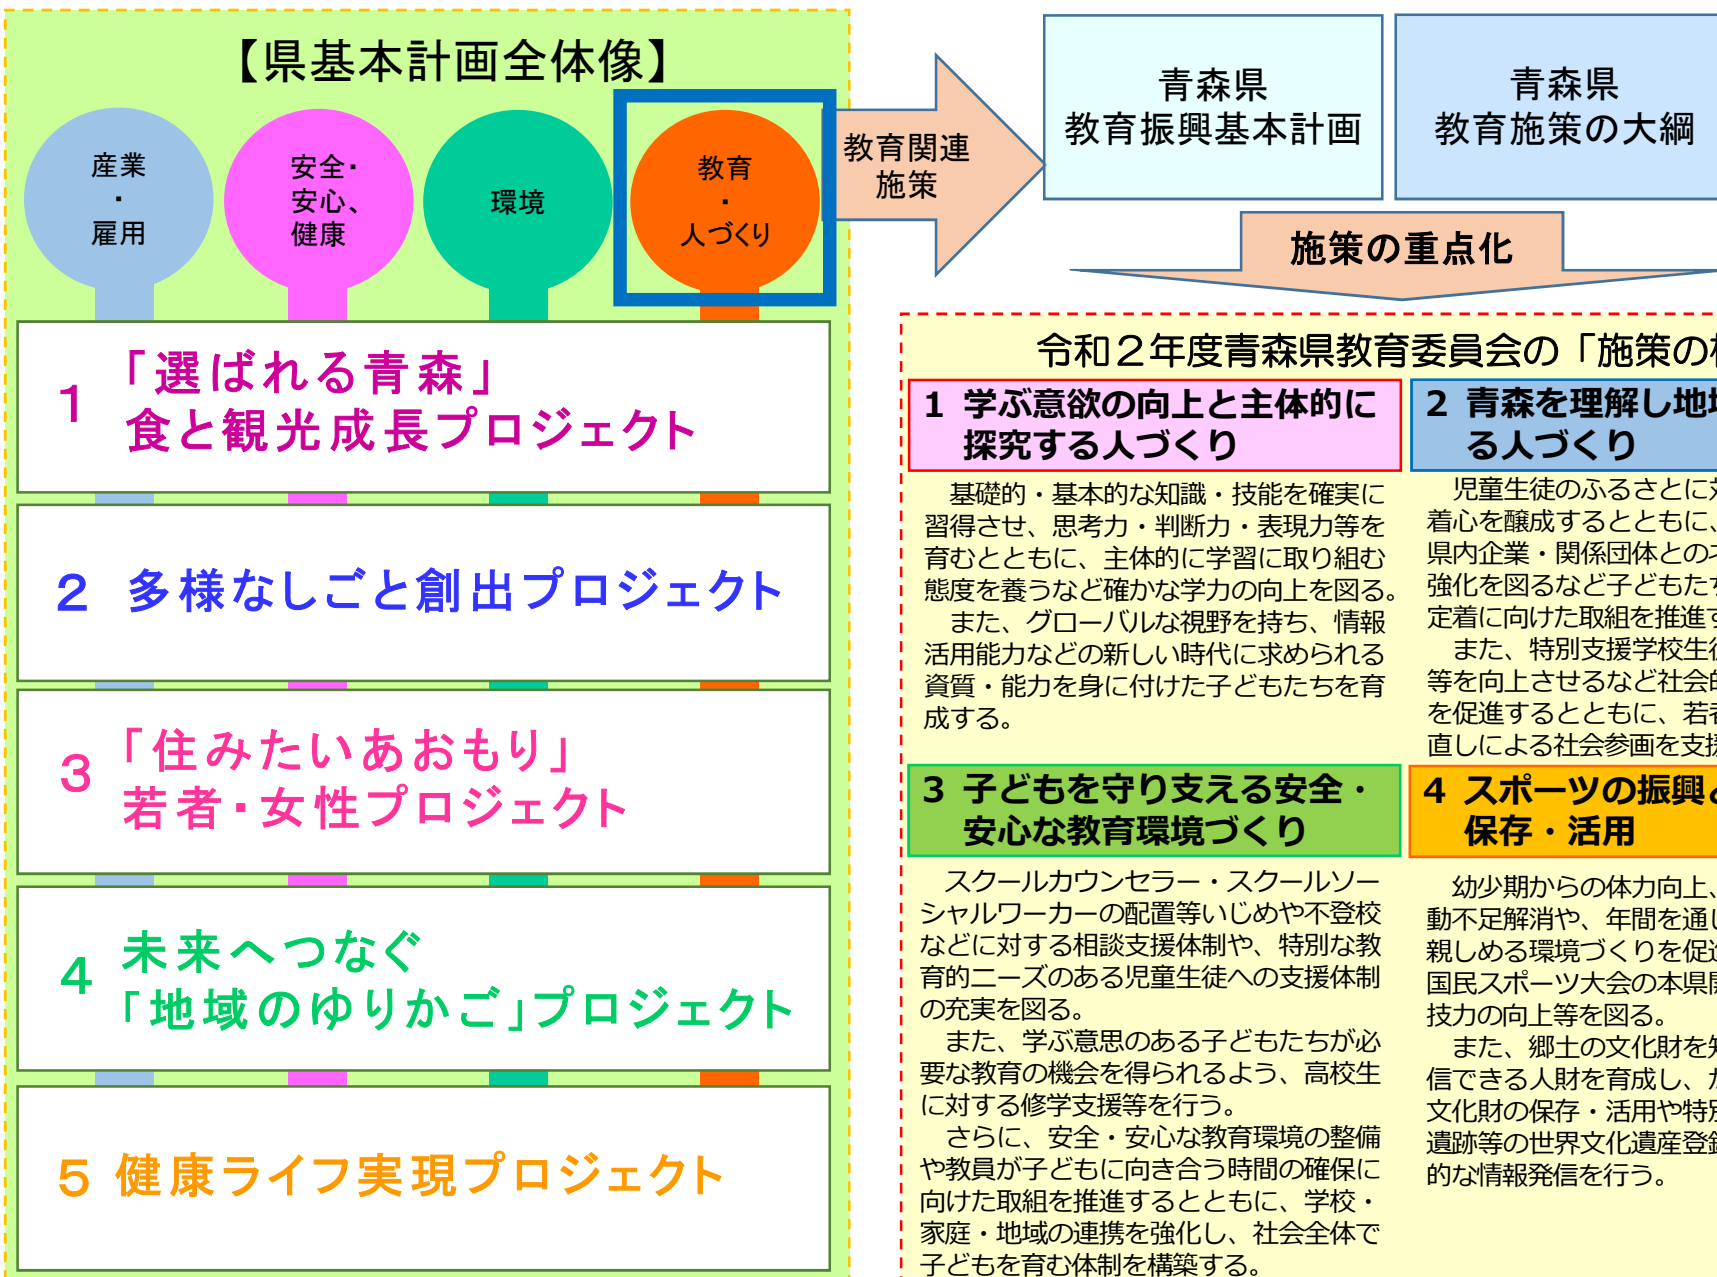 【県基本計画全体像】
産業
・
雇用
安全・
安心、
健康
環境
教育
・
人づくり
1
「選ばれる青森」
食と観光成長プロジェクト
2 多様なしごと創出プロジェクト
3
「住みたいあおもり」
若者・女性プロジェクト
4
未来へつなぐ
「地域のゆりかご」プロジェクト
5 健康ライフ実現プロジェクト
教育関連
施策
青森県
教育振興基本計画
青森県
教育施策の大綱
施策の重点化
令和２年度青森県教育委員会の「施策の
1 学ぶ意欲の向上と主体的に
探究する人づくり
基礎的・基本的な知識・技能を確実に
習得させ、思考力・判断力・表現力等を
育むとともに、主体的に学習に取り組む
態度を養うなど確かな学力の向上を図る。
また、グローバルな視野を持ち、情報
活用能力などの新しい時代に求められる
資質・能力を身に付けた子どもたちを育
成する。
2 青森を理解し地
る人づくり
児童生徒のふるさとに
着心を醸成するとともに、
県内企業・関係団体との
強化を図るなど子どもた
定着に向けた取組を推進
また、特別支援学校生
等を向上させるなど社会
を促進するとともに、若
直しによる社会参画を支
3 子どもを守り支える安全・
安心な教育環境づくり
スクールカウンセラー・スクールソー
シャルワーカーの配置等いじめや不登校
などに対する相談支援体制や、特別な教
育的ニーズのある児童生徒への支援体制
の充実を図る。
また、学ぶ意思のある子どもたちが必
要な教育の機会を得られるよう、高校生
に対する修学支援等を行う。
さらに、安全・安心な教育環境の整備
や教員が子どもに向き合う時間の確保に
向けた取組を推進するとともに、学校・
家庭・地域の連携を強化し、社会全体で
子どもを育む体制を構築する。
4 スポーツの振興
保存・活用
幼少期からの体力向上、
動不足解消や、年間を通
親しめる環境づくりを促
国民スポーツ大会の本県
技力の向上等を図る。
また、郷土の文化財を
信できる人財を育成し、
文化財の保存・活用や特
遺跡等の世界文化遺産登
的な情報発信を行う。